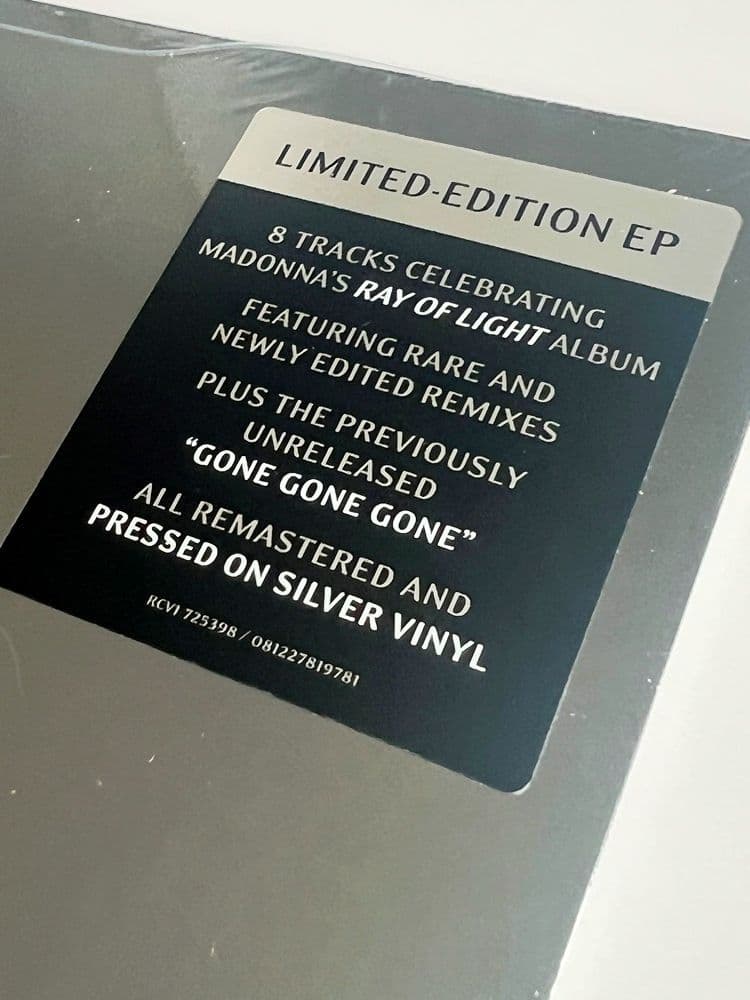 LIMITED-EDITION EP
8 TRACKS CELEBRATING
MADONNA'S RAY OF LIGHT ALBUM
FEATURING RARE AND
NEWLY EDITED REMIXES
PLUS THE PREVIOUSLY
UNRELEASED
“GONE GONE GONE”
ALL REMASTERED AND
PRESSED ON SILVER VINYL
RCV1 725398 / 081227819781